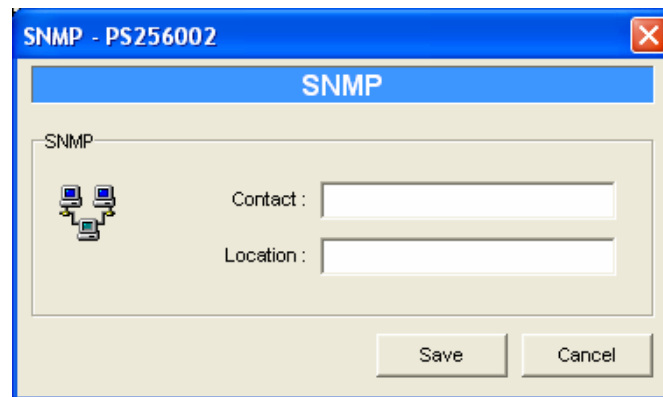 SNMP - PS256002
SNMP
SNMP
Contact :
Location :
Save Cancel